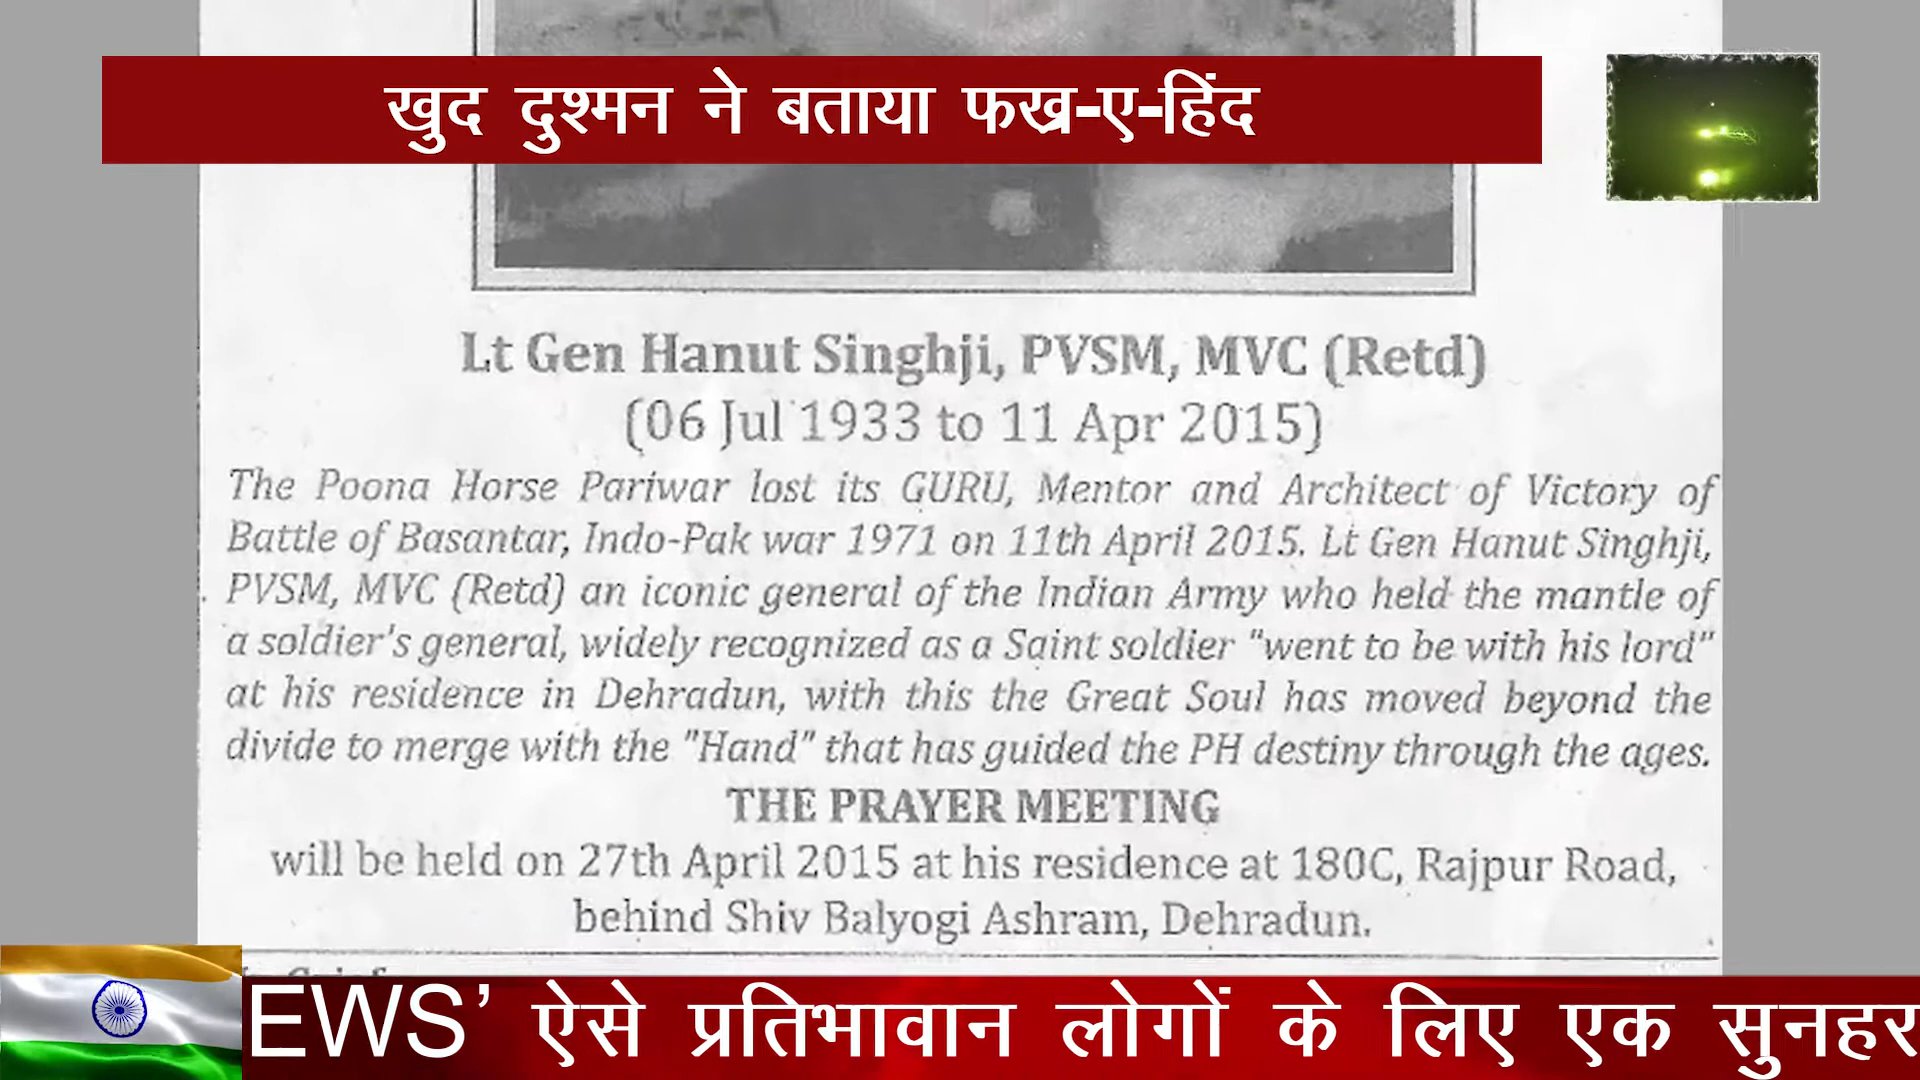 खुद दुश्मन ने बताया फख्र-ए-हिंद
Lt Gen Hanut Singhji, PVSM, MVC (Retd)
(06 Jul 1933 to 11 Apr 2015)
The Poona Horse Pariwar lost its GURU, Mentor and Architect of Victory of
Battle of Basantar, Indo-Pak war 1971 on 11th April 2015. Lt Gen Hanut Singhji,
PVSM, MVC (Retd) an iconic general of the Indian Army who held the mantle of
a soldier's general, widely recognized as a Saint soldier "went to be with his lord"
at his residence in Dehradun, with this the Great Soul has moved beyond the
divide to merge with the "Hand" that has guided the PH destiny through the ages.
THE PRAYER MEETING
will be held on 27th April 2015 at his residence at 180C, Rajpur Road,
behind Shiv Balyogi Ashram, Dehradun.
EWS’ ऐसे प्रतिभावान लोगों के लिए एक सुनहर